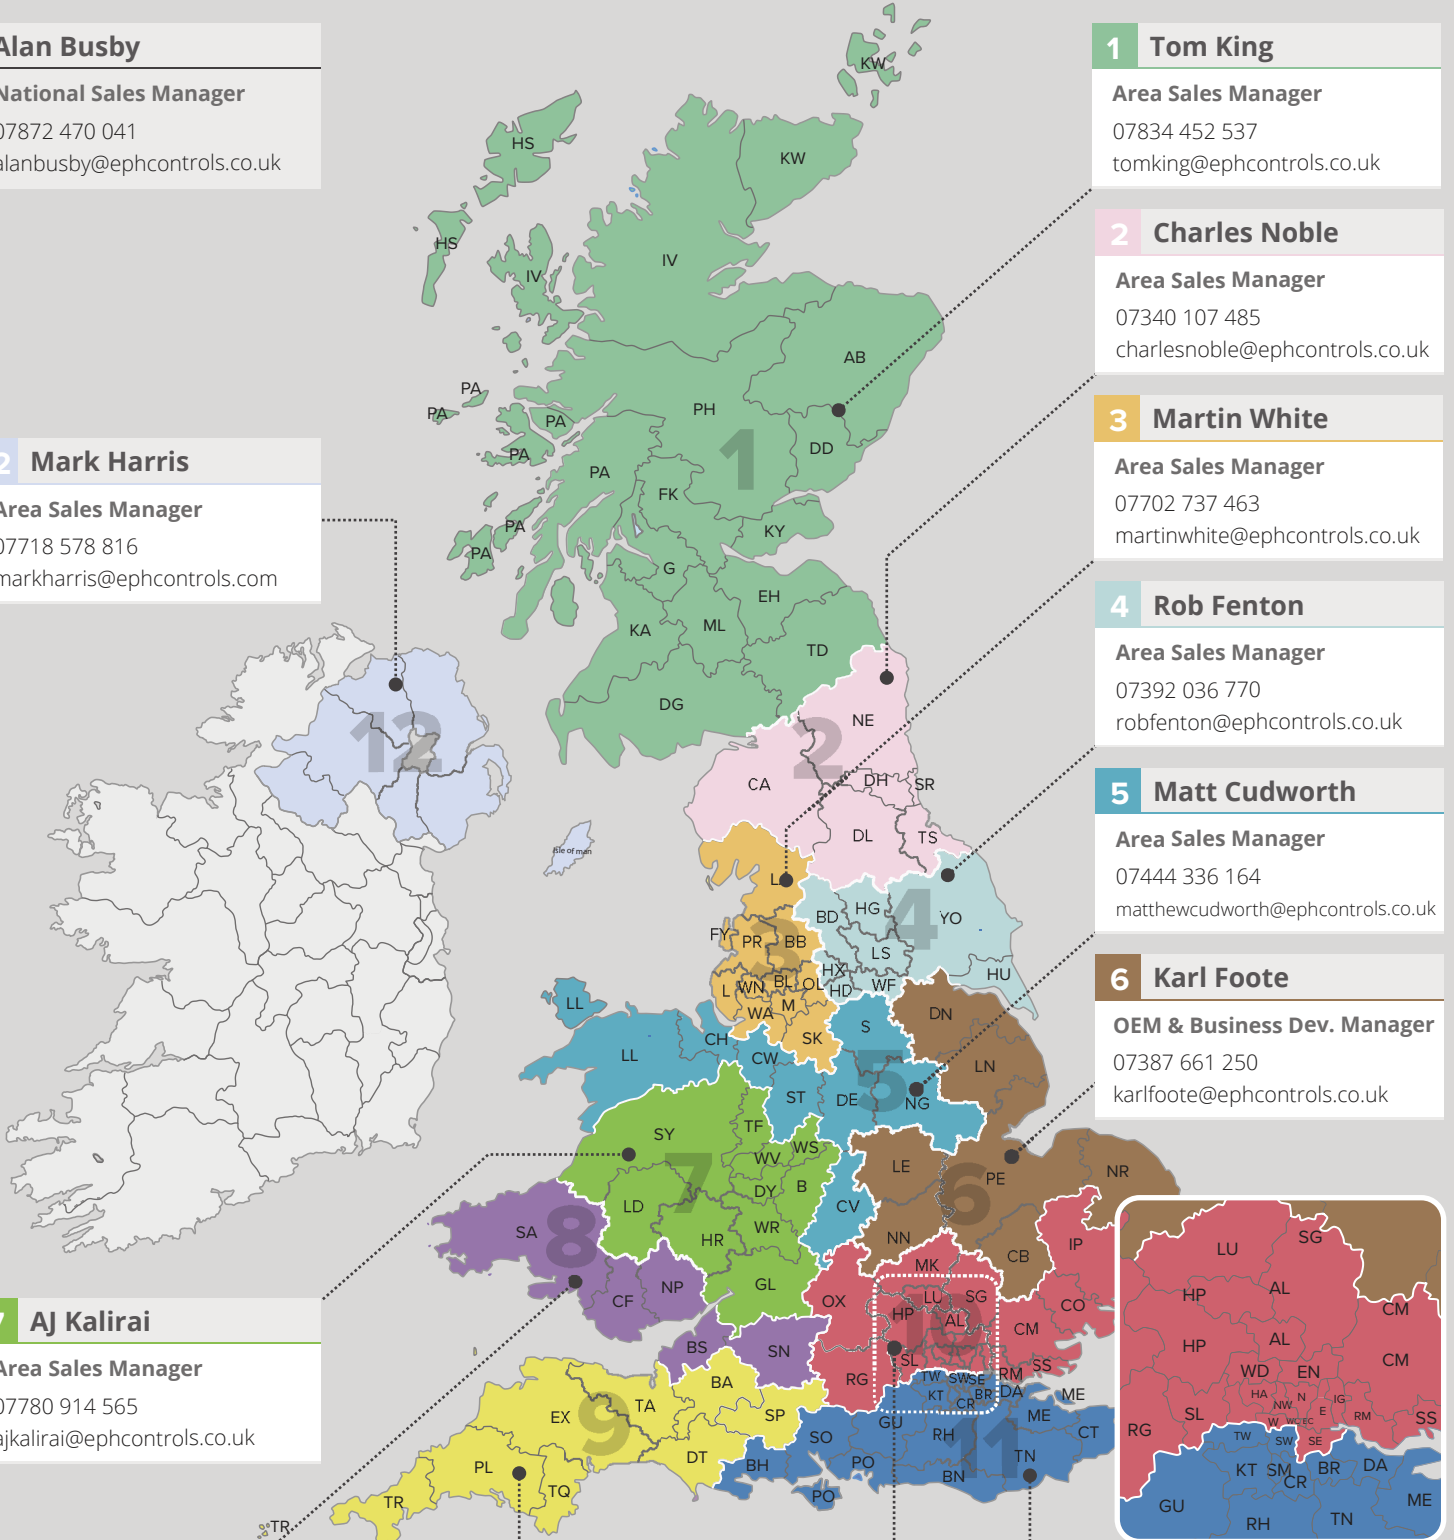 Alan Busby
National Sales Manager
07872 470 041
alanbusby@ephcontrols.co.uk
1 Tom King
Area Sales Manager
07834 452 537
tomking@ephcontrols.co.uk
2 Charles Noble
Area Sales Manager
07340 107 485
charlesnoble@ephcontrols.co.uk
3 Martin White
Area Sales Manager
07702 737 463
martinwhite@ephcontrols.co.uk
4 Rob Fenton
Area Sales Manager
07392 036 770
robfenton@ephcontrols.co.uk
5 Matt Cudworth
Area Sales Manager
07444 336 164
matthewcudworth@ephcontrols.co.uk
6 Karl Foote
OEM & Business Dev. Manager
07387 661 250
karlfoote@ephcontrols.co.uk
2 Mark Harris
Area Sales Manager
07718 578 816
markharris@ephcontrols.com
7 AJ Kalirai
Area Sales Manager
07780 914 565
ajkalirai@ephcontrols.co.uk
KW
HS
KW
HS
IV
IV
AB
PA
PA
PA
PH
DD
PA
PA
1
FK
PA
KY
PA
G
EH
KA
ML
TD
DG
12
NE
2
CA
DH
SR
DL
TS
Isle of man
L
BD
HG
4
YO
FY
PR
BB
3
LS
HX
HU
L
WN
BL
OL
HD
WF
LL
M
WA
DN
S
SK
CH
LL
CW
LN
5
ST
DE
NG
SY
TF
WS
WV
LE
7
6
PE
NR
DY
B
LD
CV
SA
8
WR
HR
NN
IP
CB
MK
NP
GL
CF
OX
LU
SG
HP
10
AL
CO
CM
BS
SN
SL
SS
RM
RG
BA
TW
SW
SE
KT
CR
BR
DA
ME
TA
EX
9
SP
GU
ME
RH
11
CT
SO
DT
BH
PO
TN
BN
PL
TQ
PO
TR
TR
LU
SG
HP
AL
CM
HP
AL
CM
WD
EN
HA
N
IG
NW
SL
E
RM
SS
W
WC
EC
RG
TW
SW
SE
KT
SM
BR
DA
CR
GU
ME
RH
TN